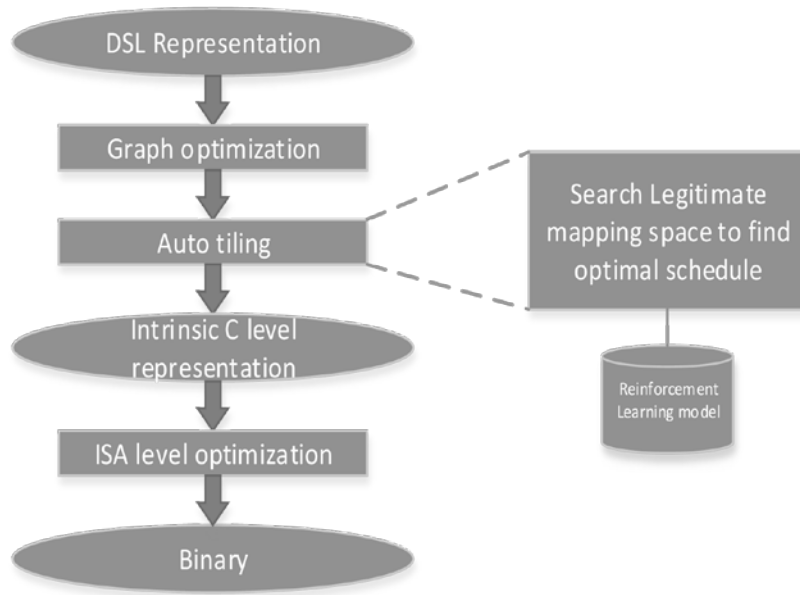 DSL Representation
Graph optimization
Auto tiling
Intrinsic C level
representation
ISA level optimization
Binary
Search Legitimate
mapping space to find
optimal schedule
Reinforcement
Learning model